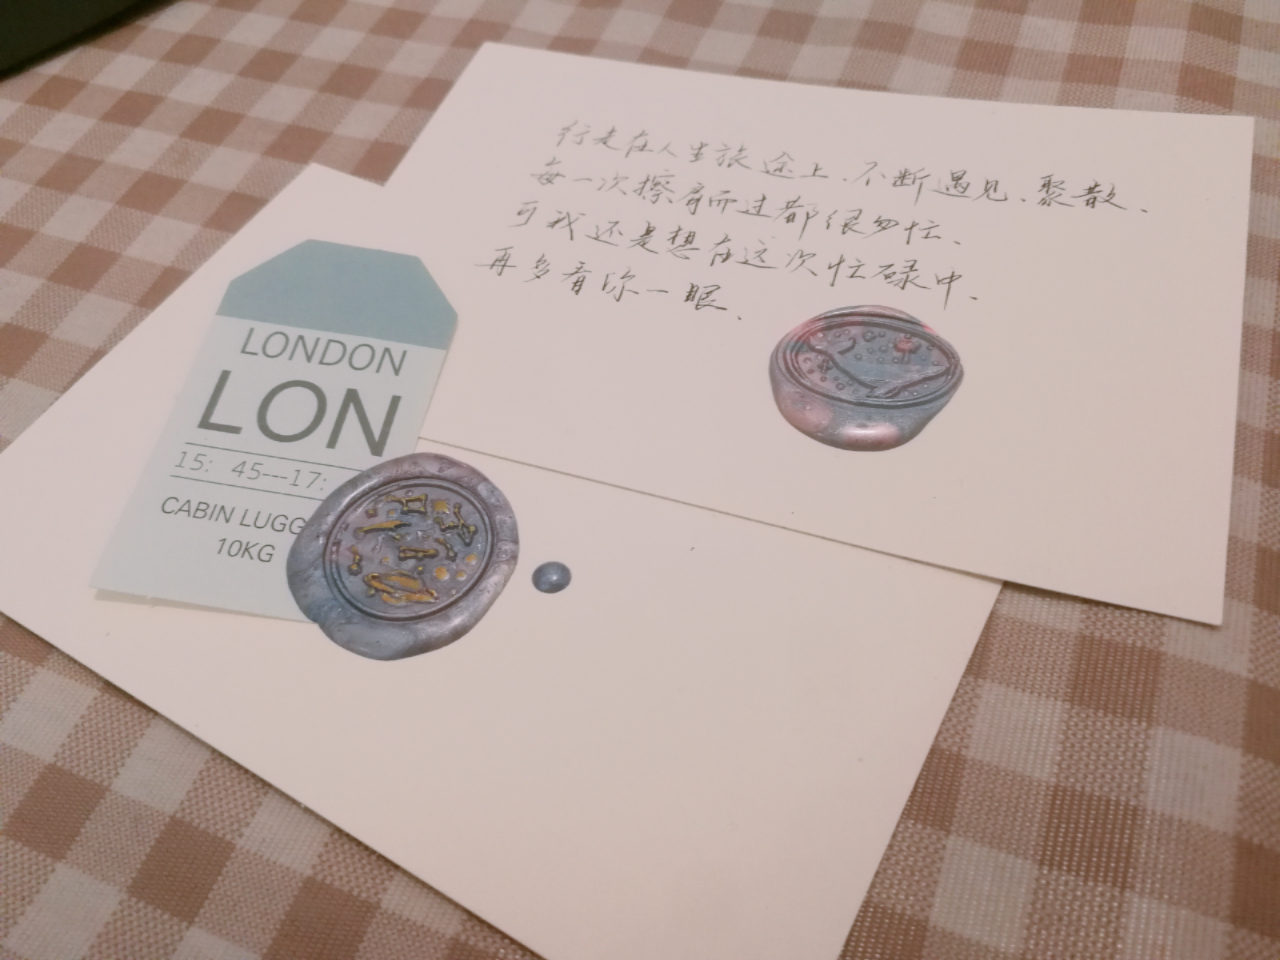 行走在人生旅途上、不断遇见、聚散、
每一次擦肩而过都很匆忙、
可我还是想在这次忙碌中、
再多看你一眼、
LONDON
LON
15: 45---17:
CABIN LUGG
10KG